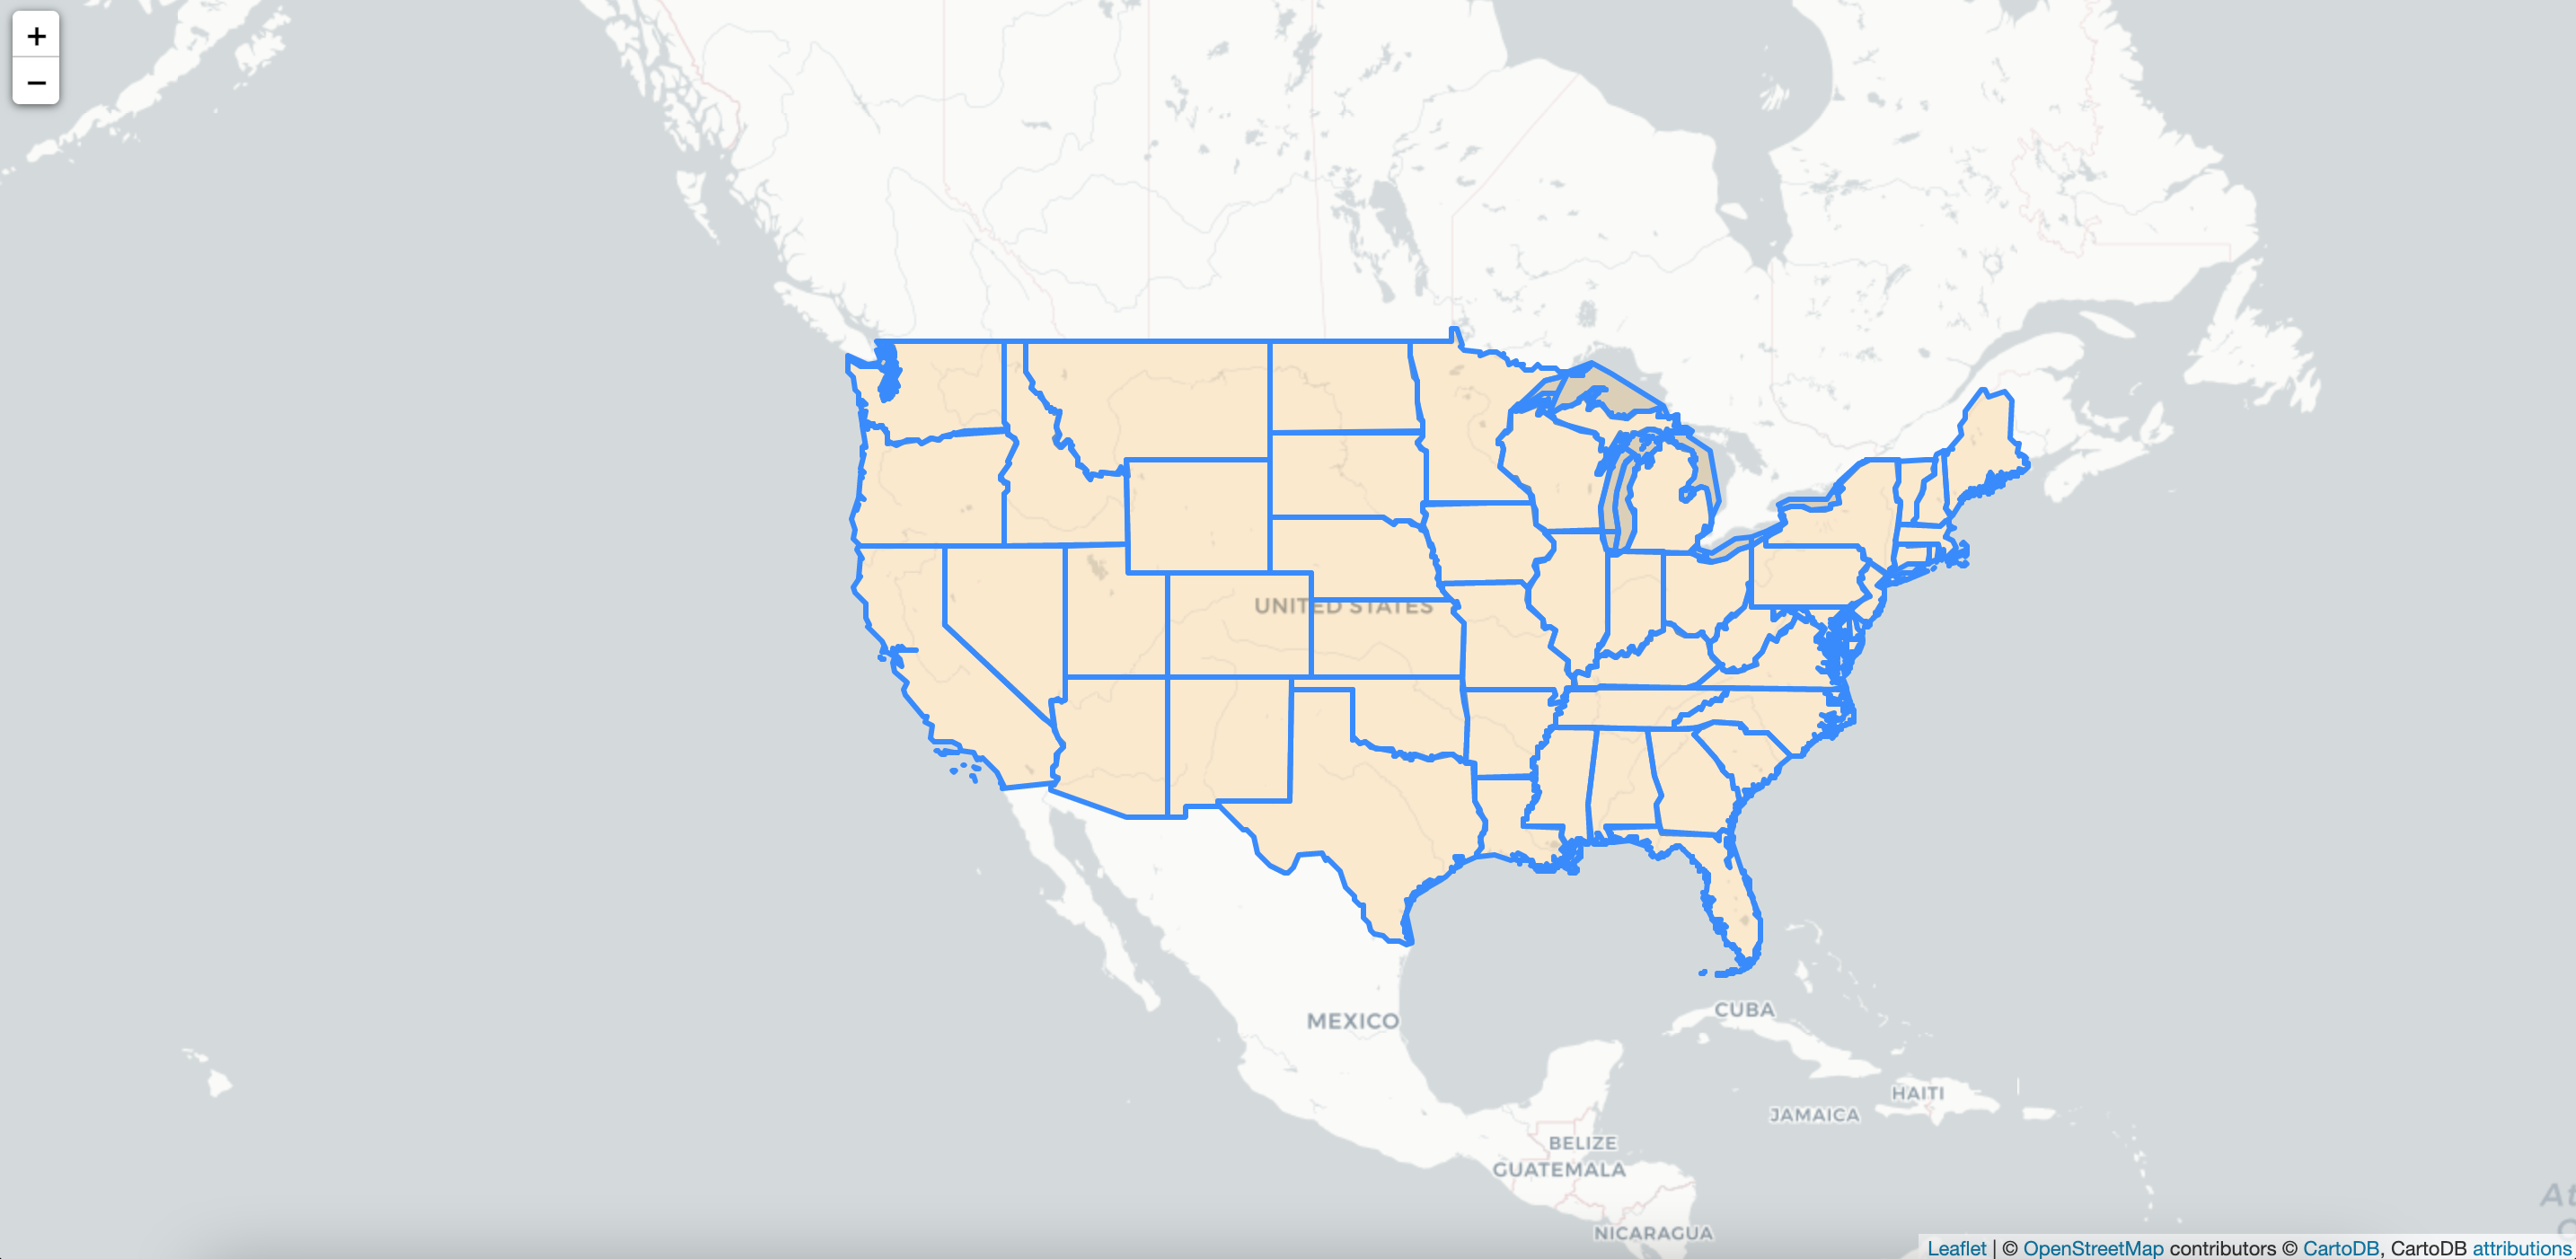 +
−
UNITED STATES
MEXICO
CUBA
HAITI
JAMAICA
BELIZE
GUATEMALA
NICARAGUA
At
Leaflet | © OpenStreetMap contributors © CartoDB, CartoDB attributions